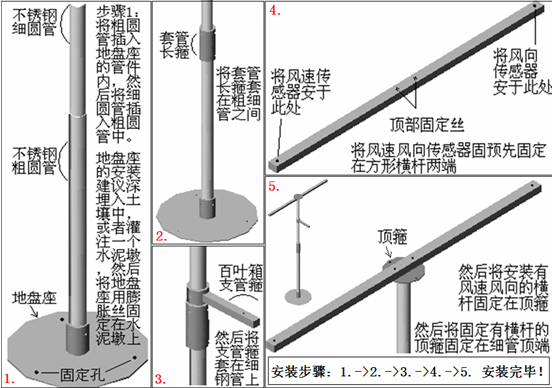 不锈钢
细圆管
步骤1:
将粗圆
管插入
地盘座
的管件
内,然
后将细
圆管插
入粗圆
管中。
不锈钢
粗圆管
地盘座
的安装
建议深
埋入土
壤中,
或者灌
注一个
水泥墩
,然后
将地盘
座用膨
胀丝固
定在水
泥墩上
地盘座
固定孔
1.
套管
长箍
将套管
长箍套
在粗细
管之间
2.
百叶箱
支管箍
然后将
支管箍
套在细
钢管上
3.
4.
将风向
传感器
安于此处
将风速传
感器安于
此处
顶部固定丝
将风速风向传感器固预先固定
在方形横杆两端
5.
顶箍
然后将安装有
风速风向的横
杆固定在顶箍
然后将固定有横杆的
顶箍固定在细管顶端
安装步骤: 1.->2.->3.->4.->5. 安装完毕!